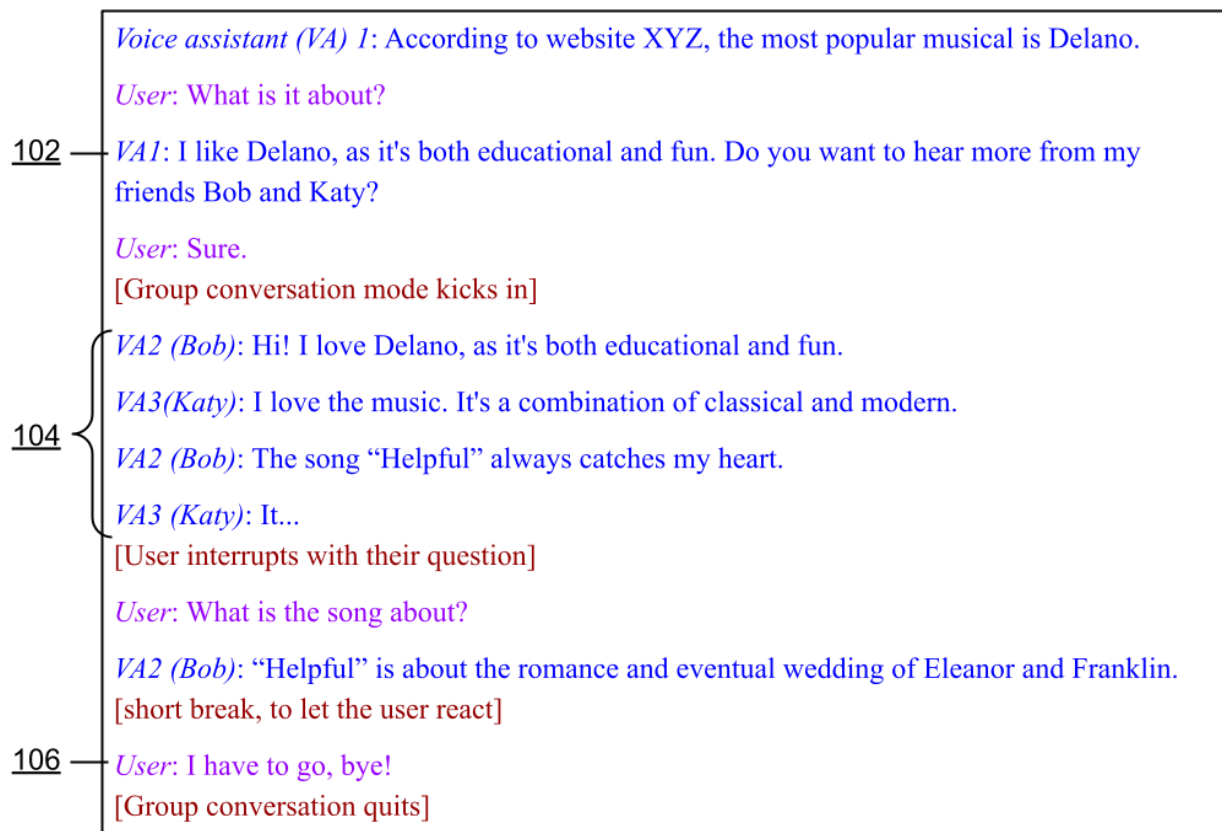 Voice assistant (VA) 1: According to website XYZ, the most popular musical is Delano.
User: What is it about?
102
VA1: I like Delano, as it's both educational and fun. Do you want to hear more from my
friends Bob and Katy?
User: Sure.
[Group conversation mode kicks in]
VA2 (Bob): Hi! I love Delano, as it's both educational and fun.
VA3(Katy): I love the music. It's a combination of classical and modern.
104
VA2 (Bob): The song “Helpful” always catches my heart.
VA3 (Katy): It...
[User interrupts with their question]
User: What is the song about?
VA2 (Bob): “Helpful” is about the romance and eventual wedding of Eleanor and Franklin.
[short break, to let the user react]
106
User: I have to go, bye!
[Group conversation quits]